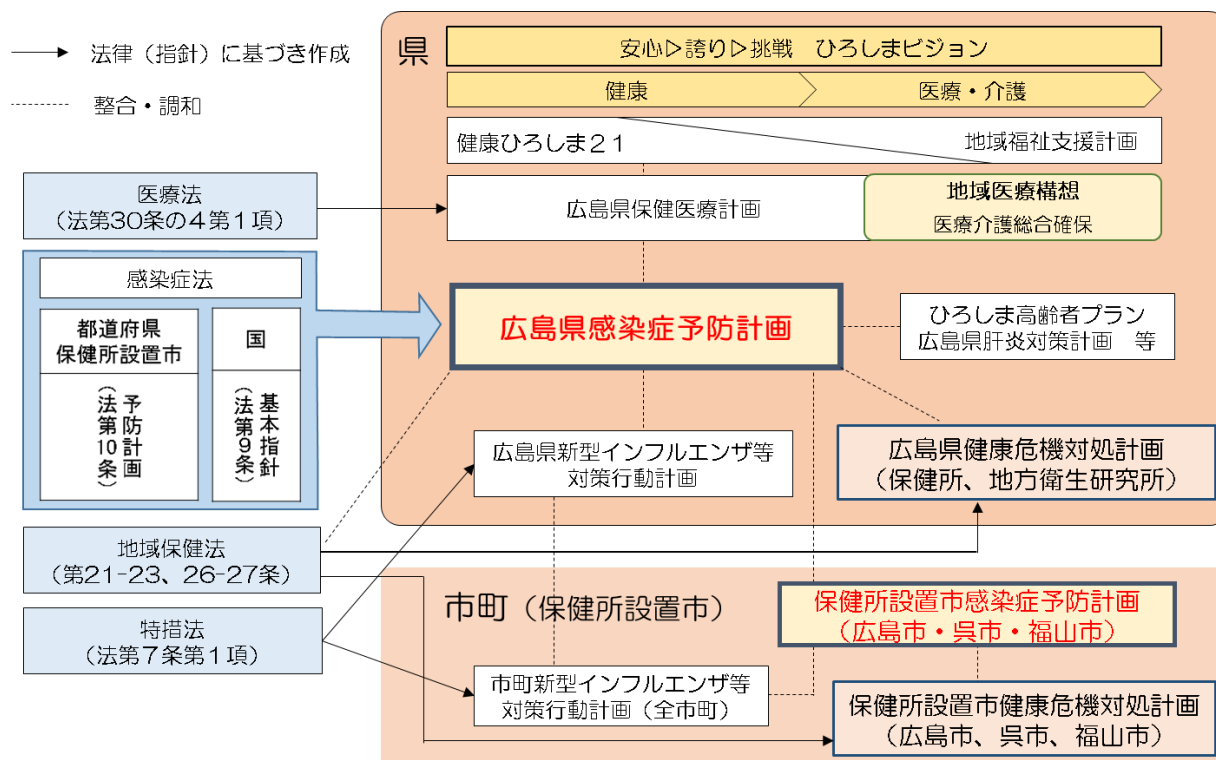 法律（指針）に基づき作成
整合・調和
医療法
（法第30条の4第1項）
感染症法
都道府県
保健所設置市
予防計画
（法第10条）
国
基本指針
（法第9条）
地域保健法
（第21-23、26-27条）
特措法
（法第7条第1項）
県
安心▷誇り▷挑戦　ひろしまビジョン
健康
医療・介護
健康ひろしま21
地域福祉支援計画
広島県保健医療計画
地域医療構想
医療介護総合確保
広島県感染症予防計画
ひろしま高齢者プラン
広島県肝炎対策計画　等
広島県新型インフルエンザ等
対策行動計画
広島県健康危機対処計画
（保健所、地方衛生研究所）
市町（保健所設置市）
保健所設置市感染症予防計画
（広島市・呉市・福山市）
市町新型インフルエンザ等
対策行動計画（全市町）
保健所設置市健康危機対処計画
（広島市、呉市、福山市）